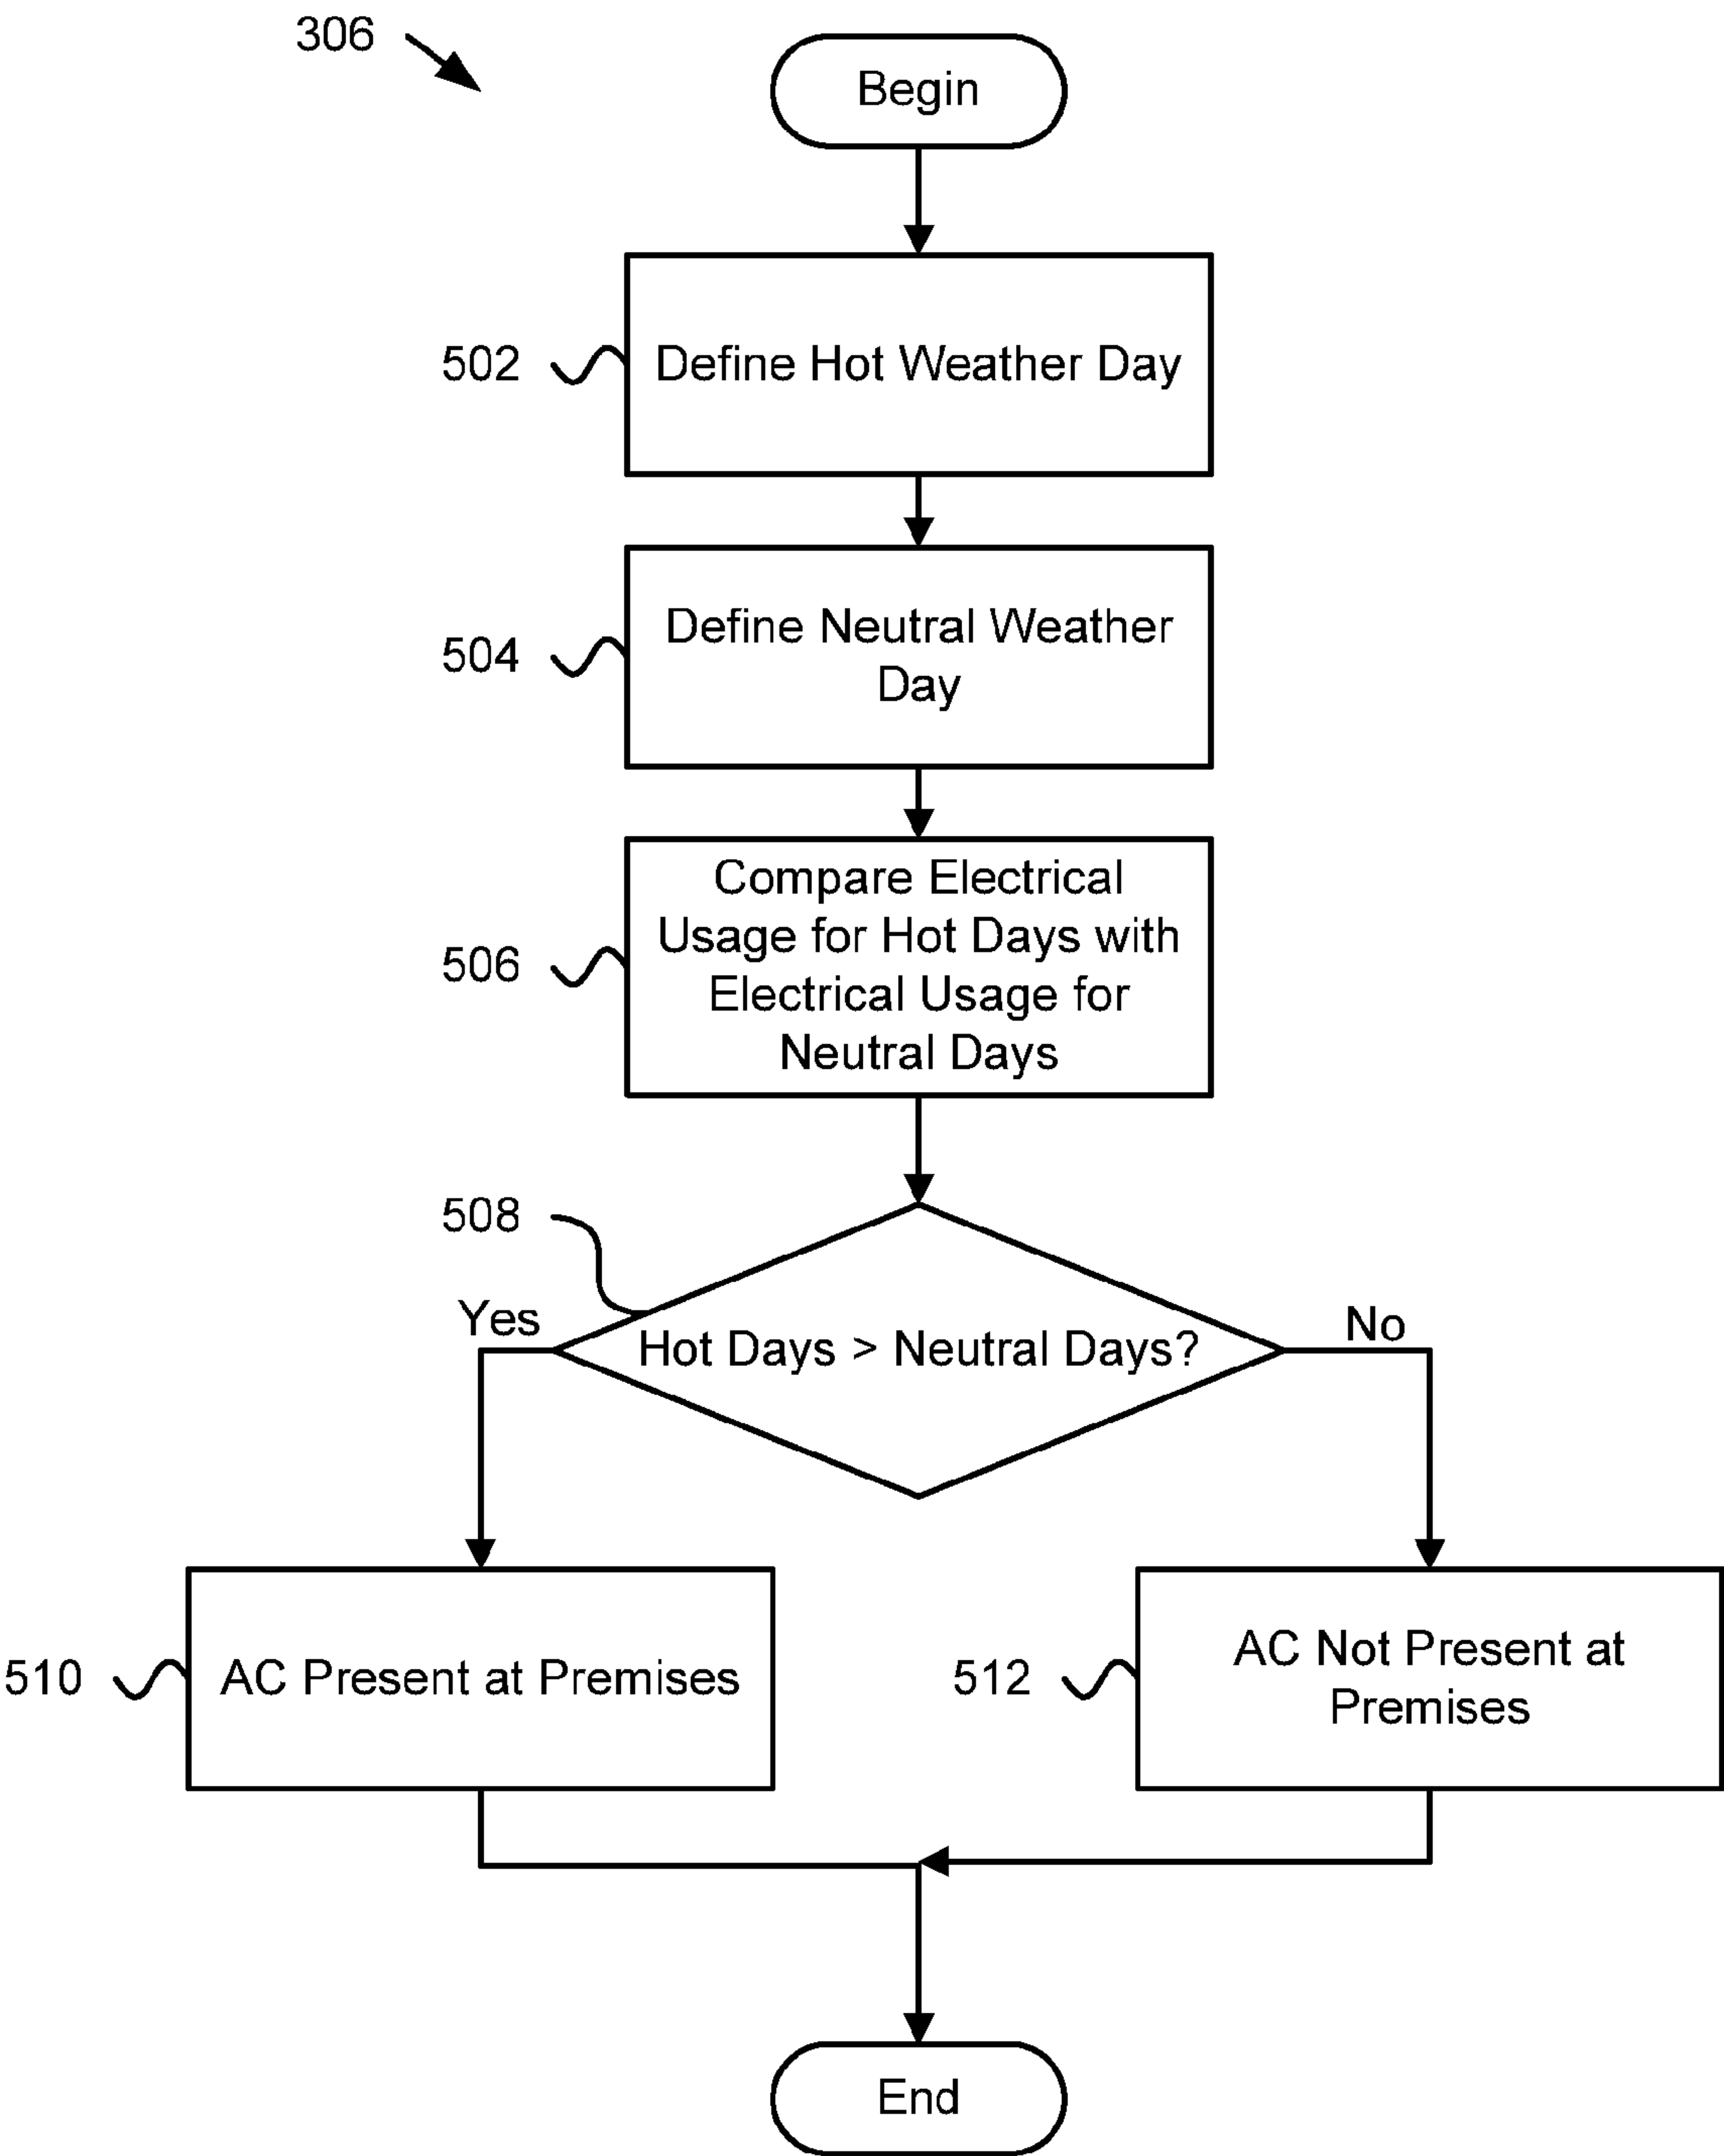 306
Begin
502
Define Hot Weather Day
504
Define Neutral Weather
Day
506
Compare Electrical
Usage for Hot Days with
Electrical Usage for
Neutral Days
508
Yes
Hot Days > Neutral Days?
No
510
AC Present at Premises
512
AC Not Present at
Premises
End